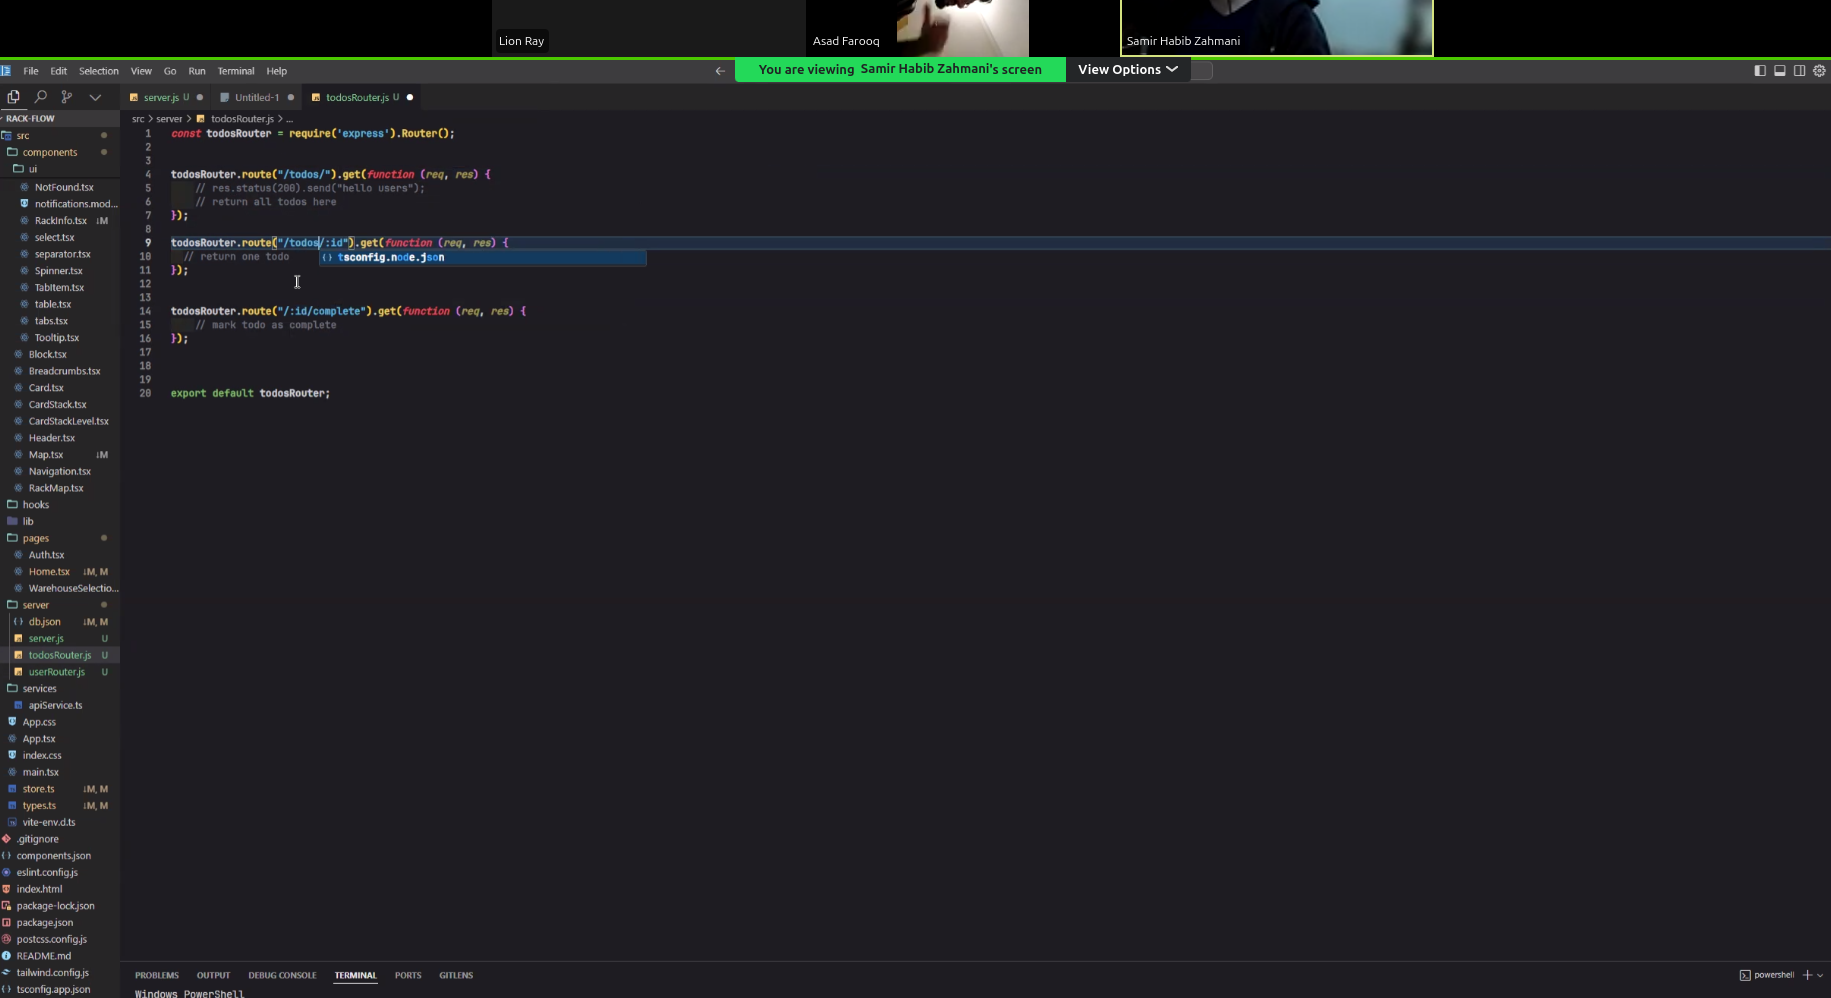 Lion Ray
Asad Farooq
Samir Habib Zahmani
File Edit Selection View Go Run Terminal Help
You are viewing Samir Habib Zahmani's screen View Options
server.js U Untitled-1 todosRouter.js U
RACK-FLOW
src
components
ui
NotFound.tsx
notifications.mod...
RackInfo.tsx ↓M
select.tsx
separator.tsx
Spinner.tsx
TabItem.tsx
table.tsx
tabs.tsx
Tooltip.tsx
Block.tsx
Breadcrumbs.tsx
Card.tsx
CardStack.tsx
CardStackLevel.tsx
Header.tsx
Map.tsx ↓M
Navigation.tsx
RackMap.tsx
hooks
lib
pages
Auth.tsx
Home.tsx ↓M, M
WarehouseSelectio...
server
db.json ↓M, M
server.js U
todosRouter.js U
userRouter.js U
services
apiService.ts
App.css
App.tsx
index.css
main.tsx
store.ts ↓M, M
types.ts ↓M, M
vite-env.d.ts
.gitignore
components.json
eslint.config.js
index.html
package-lock.json
package.json
postcss.config.js
README.md
tailwind.config.js
tsconfig.app.json
src > server > todosRouter.js > ...
1 const todosRouter = require('express').Router();
2
3
4 todosRouter.route("/todos/").get(function (req, res) {
5 // res.status(200).send("hello users");
6 // return all todos here
7 });
8
9 todosRouter.route("/todos/:id").get(function (req, res) {
10 // return one todo
{} tsconfig.node.json
11 });
12
13
14 todosRouter.route("/:id/complete").get(function (req, res) {
15 // mark todo as complete
16 });
17
18
19
20 export default todosRouter;
PROBLEMS OUTPUT DEBUG CONSOLE TERMINAL PORTS GITLENS
powershell
Windows PowerShell